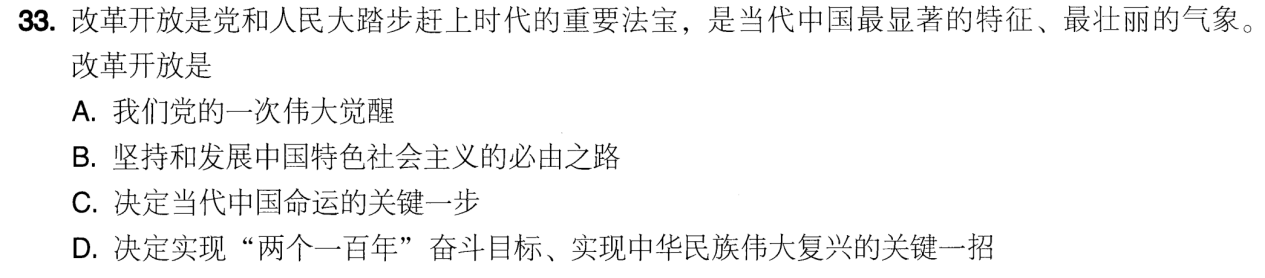 33. 改革开放是党和人民大踏步赶上时代的重要法宝，是当代中国最显著的特征、最壮丽的气象。
改革开放是
A. 我们党的一次伟大觉醒
B. 坚持和发展中国特色社会主义的必由之路
C. 决定当代中国命运的关键一步
D. 决定实现“两个一百年”奋斗目标、实现中华民族伟大复兴的关键一招